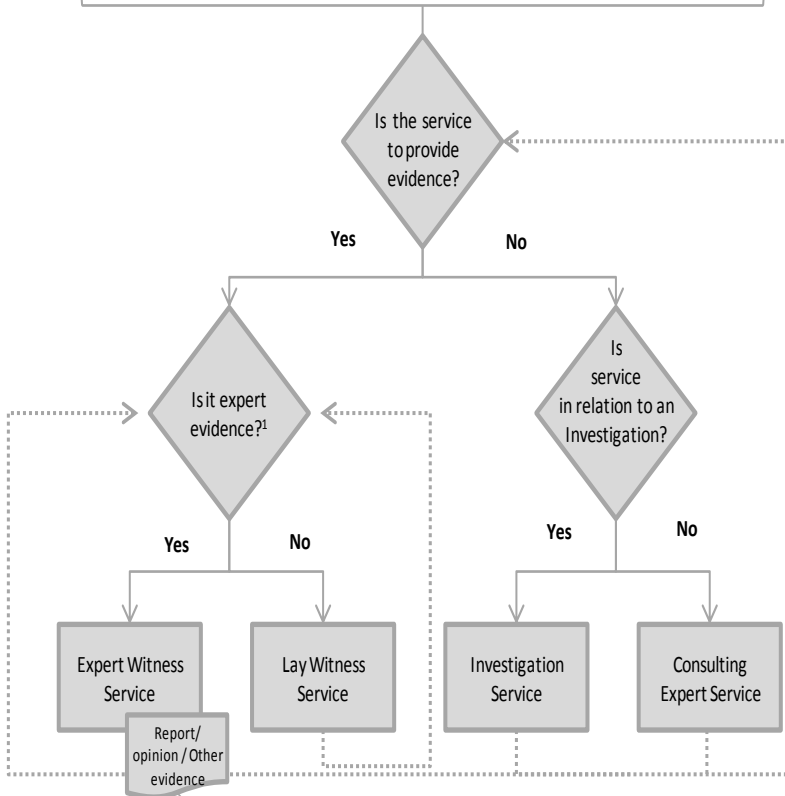 Is the service
to provide
evidence?
Yes
No
Is it expert
evidence?¹
Is
service
in relation to an
Investigation?
Yes
No
Yes
No
Expert Witness
Service
Lay Witness
Service
Investigation
Service
Consulting
Expert Service
Report/
opinion / Other
evidence